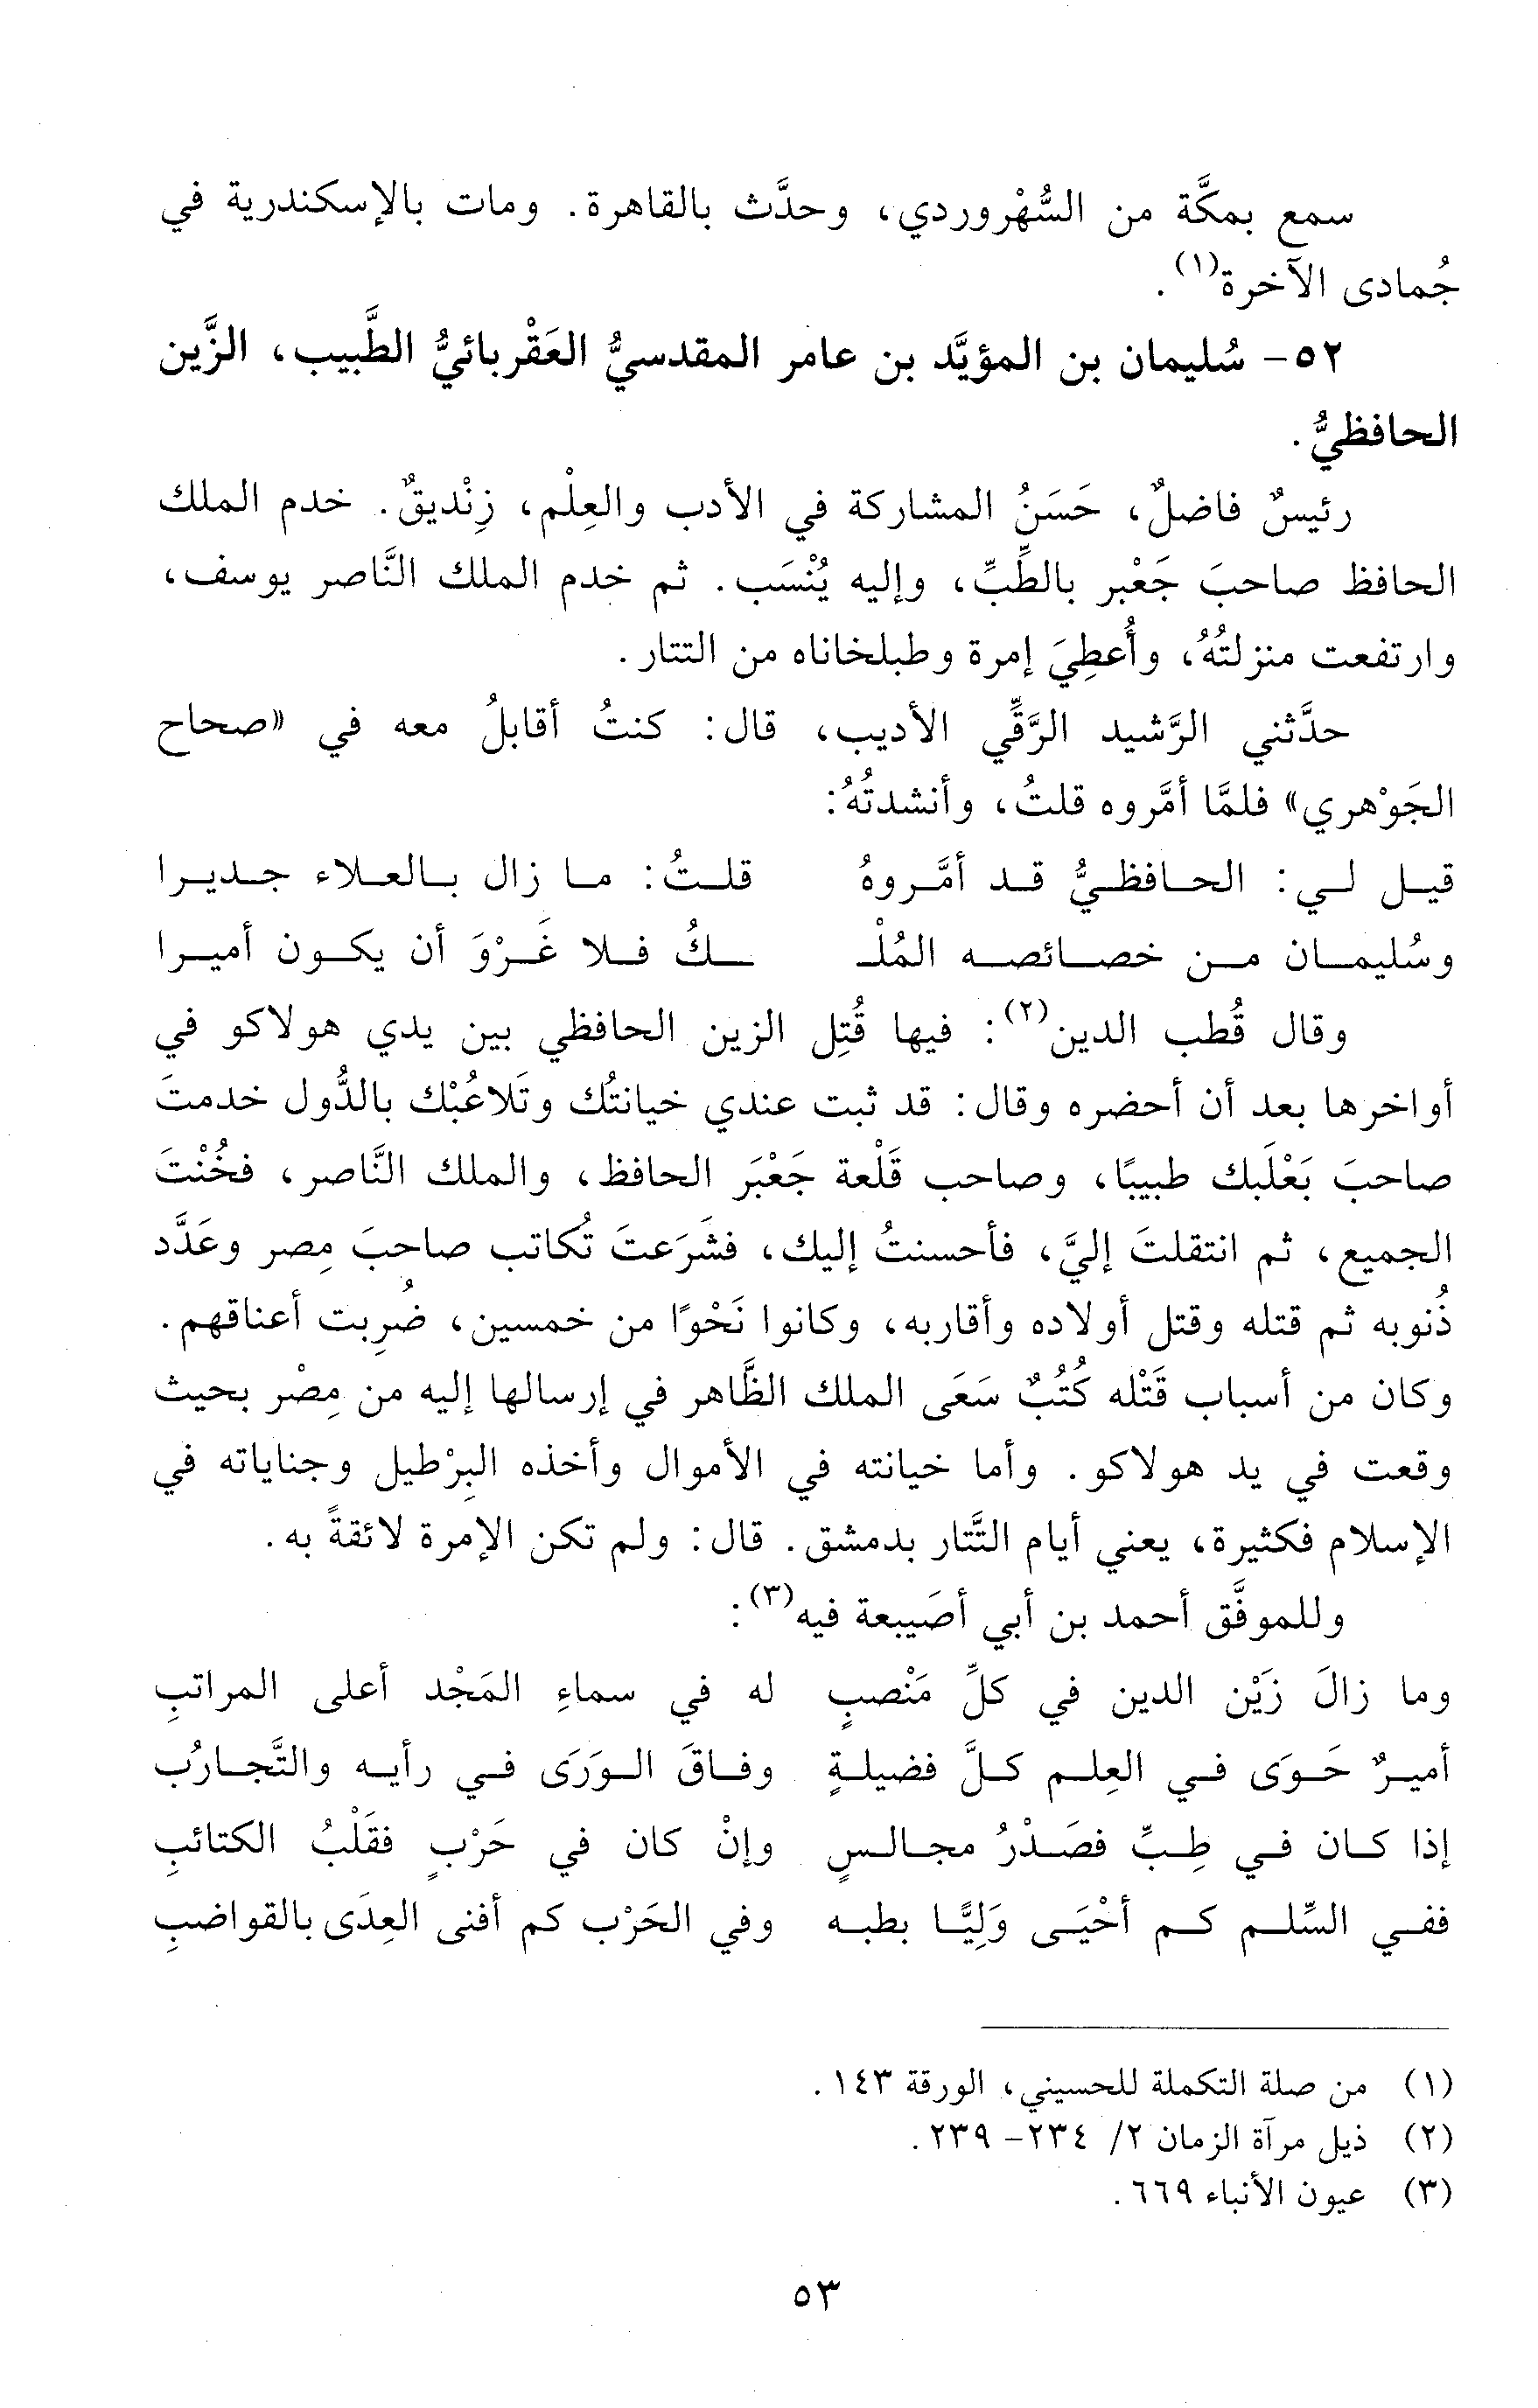 سمع بمكَّة من السُّهْروردي، وحدَّث بالقاهرة. ومات بالإسكندرية في
جُمادى الآخرة(١).
٥٢- سُليمان بن المؤيَّد بن عامر المقدسيُّ العَقْربائيُّ الطَّبيب، الزَّين
الحافظيُّ.
رئيسٌ فاضلٌ، حَسَنُ المشاركة في الأدب والعِلْم، زِنْديقٌ. خدم الملك
الحافظ صاحبَ جَعْبر بالطِّبِّ، وإليه يُنْسَب. ثم خدم الملك النَّاصر يوسف،
وارتفعت منزلتُهُ، وأُعطِيَ إمرة وطبلخاناه من التتار.
حدَّثني الرَّشيد الرَّقِّي الأديب، قال: كنتُ أقابلُ معه في «صحاح
الجَوْهري» فلمَّا أمَّروه قلتُ، وأنشدتُهُ:
قيل لي: الحافظيُّ قد أمَّروهُ قلتُ: ما زال بالعلاء جديرا
وسُليمان من خصائصه المُلْـ ـكُ فلا غَرْوَ أن يكون أميرا
وقال قُطب الدين(٢): فيها قُتِل الزين الحافظي بين يدي هولاكو في
أواخرها بعد أن أحضره وقال: قد ثبت عندي خيانتُك وتَلاعُبْك بالدُّول خدمتَ
صاحبَ بَعْلَبك طبيبًا، وصاحب قَلْعة جَعْبَر الحافظ، والملك النَّاصر، فخُنْتَ
الجميع، ثم انتقلتَ إليَّ، فأحسنتُ إليك، فشَرَعتَ تُكاتب صاحبَ مِصر وعَدَّد
ذُنوبه ثم قتله وقتل أولاده وأقاربه، وكانوا نَحْوًا من خمسين، ضُرِبت أعناقهم.
وكان من أسباب قَتْله كُتُبٌ سَعَى الملك الظَّاهر في إرسالها إليه من مِصْر بحيث
وقعت في يد هولاكو. وأما خيانته في الأموال وأخذه البِرْطيل وجناياته في
الإسلام فكثيرة، يعني أيام التَّتار بدمشق. قال: ولم تكن الإمرة لائقةً به.
وللموفَّق أحمد بن أبي أصَيبعة فيه(٣):
وما زالَ زَيْن الدين في كلِّ مَنْصبٍ له في سماءِ المَجْد أعلى المراتبِ
أميرٌ حَوَى في العِلم كلَّ فضيلةٍ وفاقَ الوَرَى في رأيه والتَّجارُب
إذا كان في طِبِّ فصَدْرُ مجالسٍ وإنْ كان في حَرْبٍ فقَلْبُ الكتائبِ
ففي السِّلم كم أحْيَى وَلِيًّا بطبه وفي الحَرْب كم أفنى العِدَى بالقواضبِ
(١) من صلة التكملة للحسيني، الورقة ١٤٣.
(٢) ذيل مرآة الزمان ٢/ ٢٣٤- ٢٣٩.
(٣) عيون الأنباء ٦٦٩.
٥٣